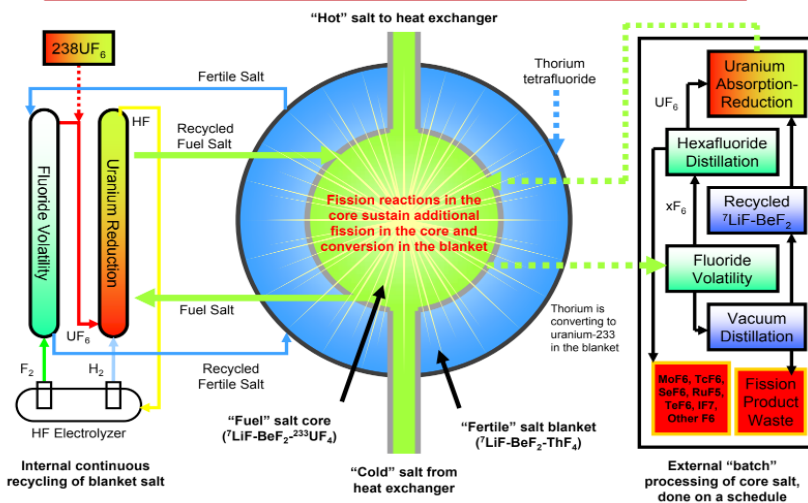 “Hot” salt to heat exchanger
238UF₆
Fertile Salt
HF
Recycled
Fuel Salt
Fluoride Volatility
Uranium Reduction
Fuel Salt
UF₆
F₂
H₂
Recycled
Fertile Salt
HF Electrolyzer
Internal continuous
recycling of blanket salt
Thorium
tetrafluoride
Fission reactions in the
core sustain additional
fission in the core and
conversion in the blanket
Thorium is
converting to
uranium-233
in the blanket
“Fuel” salt core
(⁷LiF-BeF₂-²³³UF₄)
“Fertile” salt blanket
(⁷LiF-BeF₂-ThF₄)
“Cold” salt from
heat exchanger
Uranium
Absorption-
Reduction
UF₆
Hexafluoride
Distillation
xF₆
Recycled
⁷LiF-BeF₂
Fluoride
Volatility
Vacuum
Distillation
MoF6, TcF6,
SeF6, RuF5,
TeF6, IF7,
Other F6
Fission
Product
Waste
External “batch”
processing of core salt,
done on a schedule